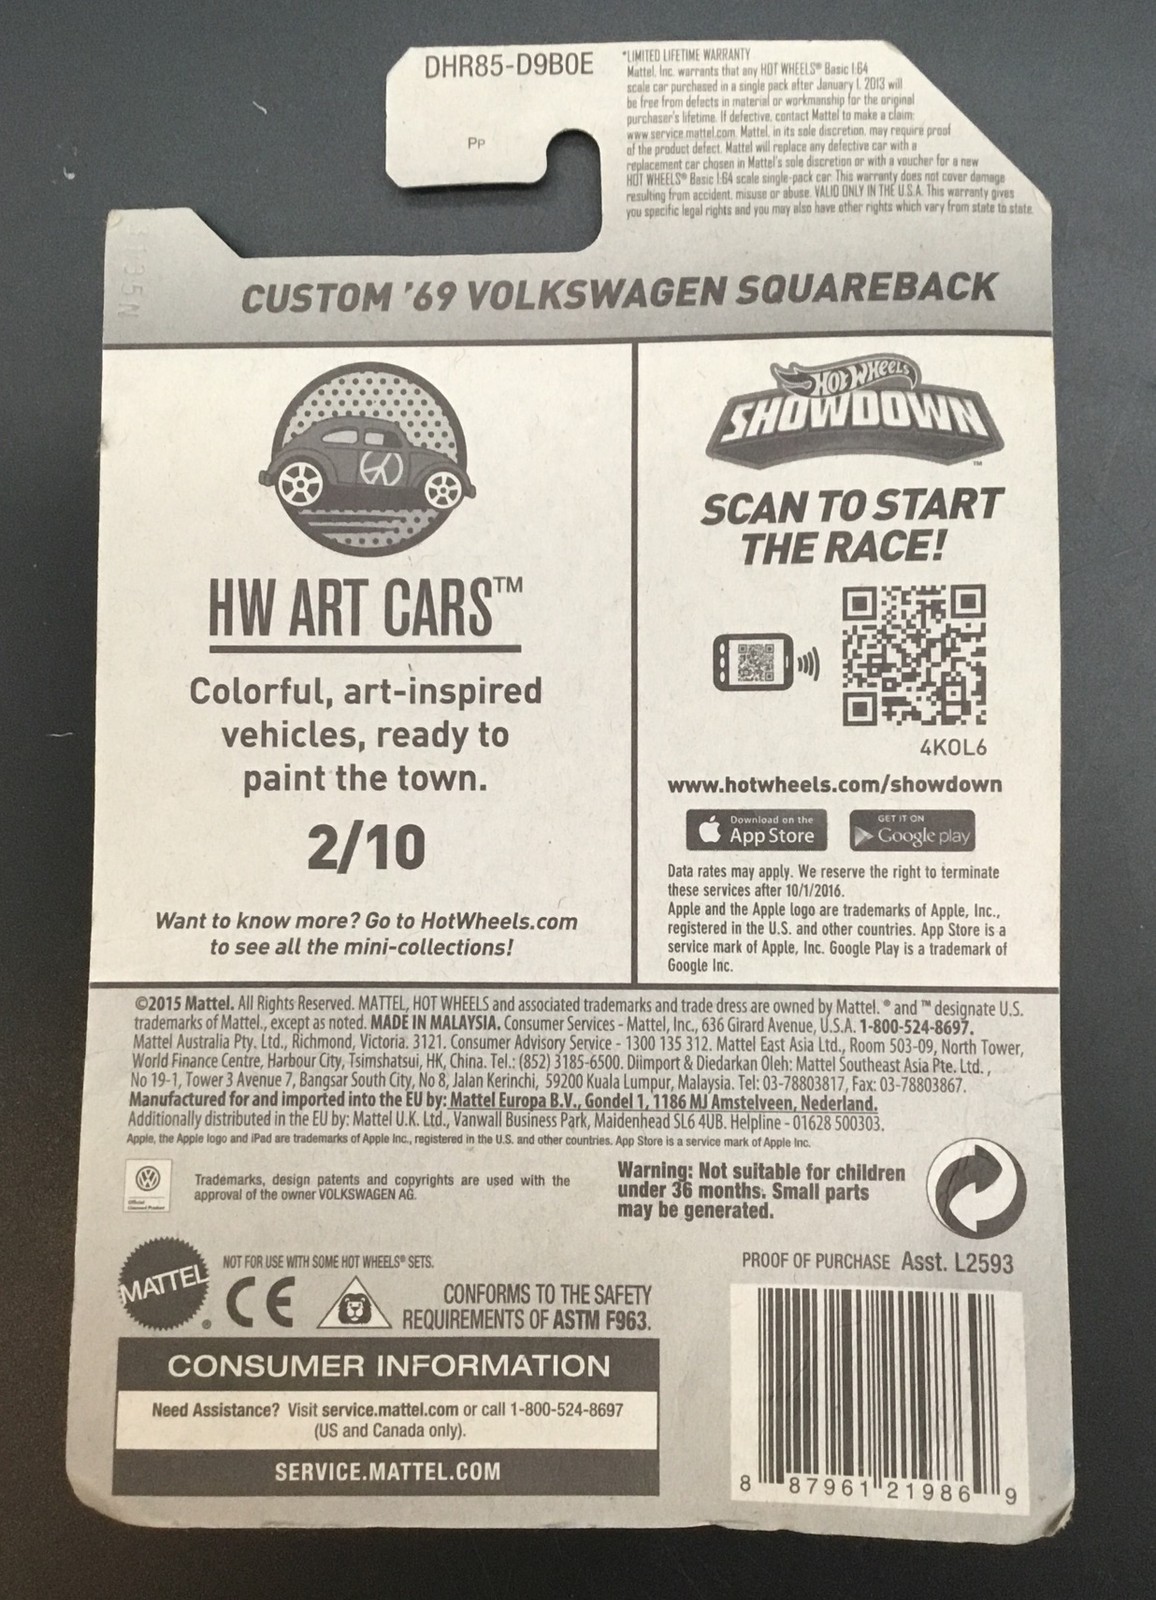 DHR85-D9B0E
Pp
*LIMITED LIFETIME WARRANTY
Mattel, Inc. warrants that any HOT WHEELS® Basic 1:64
scale car purchased in a single pack after January 1, 2013 will
be free from defects in material or workmanship for the original
purchaser's lifetime. If defective, contact Mattel to make a claim:
www.service.mattel.com. Mattel, in its sole discretion, may require proof
of the product defect. Mattel will replace any defective car with a
replacement car chosen in Mattel's sole discretion or with a voucher for a new
HOT WHEELS® Basic 1:64 scale single-pack car. This warranty does not cover damage
resulting from accident, misuse or abuse. VALID ONLY IN THE U.S.A. This warranty gives
you specific legal rights and you may also have other rights which vary from state to state.
CUSTOM '69 VOLKSWAGEN SQUAREBACK
HW ART CARS™
Colorful, art-inspired
vehicles, ready to
paint the town.
2/10
Want to know more? Go to HotWheels.com
to see all the mini-collections!
HOT WHEELS
SHOWDOWN™
SCAN TO START
THE RACE!
4KOL6
www.hotwheels.com/showdown
Download on the
App Store
GET IT ON
Google play
Data rates may apply. We reserve the right to terminate
these services after 10/1/2016.
Apple and the Apple logo are trademarks of Apple, Inc.,
registered in the U.S. and other countries. App Store is a
service mark of Apple, Inc. Google Play is a trademark of
Google Inc.
©2015 Mattel. All Rights Reserved. MATTEL, HOT WHEELS and associated trademarks and trade dress are owned by Mattel. ® and ™ designate U.S.
trademarks of Mattel., except as noted. MADE IN MALAYSIA. Consumer Services - Mattel, Inc., 636 Girard Avenue, U.S.A. 1-800-524-8697.
Mattel Australia Pty. Ltd., Richmond, Victoria. 3121. Consumer Advisory Service - 1300 135 312. Mattel East Asia Ltd., Room 503-09, North Tower,
World Finance Centre, Harbour City, Tsimshatsui, HK, China. Tel.: (852) 3185-6500. Diimport & Diedarkan Oleh: Mattel Southeast Asia Pte. Ltd.,
No 19-1, Tower 3 Avenue 7, Bangsar South City, No 8, Jalan Kerinchi, 59200 Kuala Lumpur, Malaysia. Tel: 03-78803817, Fax: 03-78803867.
Manufactured for and imported into the EU by: Mattel Europa B.V., Gondel 1, 1186 MJ Amstelveen, Nederland.
Additionally distributed in the EU by: Mattel U.K. Ltd., Vanwall Business Park, Maidenhead SL6 4UB. Helpline - 01628 500303.
Apple, the Apple logo and iPad are trademarks of Apple Inc., registered in the U.S. and other countries. App Store is a service mark of Apple Inc.
Official
Licensed Product
Trademarks, design patents and copyrights are used with the
approval of the owner VOLKSWAGEN AG.
Warning: Not suitable for children
under 36 months. Small parts
may be generated.
MATTEL®
NOT FOR USE WITH SOME HOT WHEELS® SETS.
CE
CONFORMS TO THE SAFETY
REQUIREMENTS OF ASTM F963.
PROOF OF PURCHASE Asst. L2593
CONSUMER INFORMATION
Need Assistance? Visit service.mattel.com or call 1-800-524-8697
(US and Canada only).
SERVICE.MATTEL.COM
8 87961 21986 9